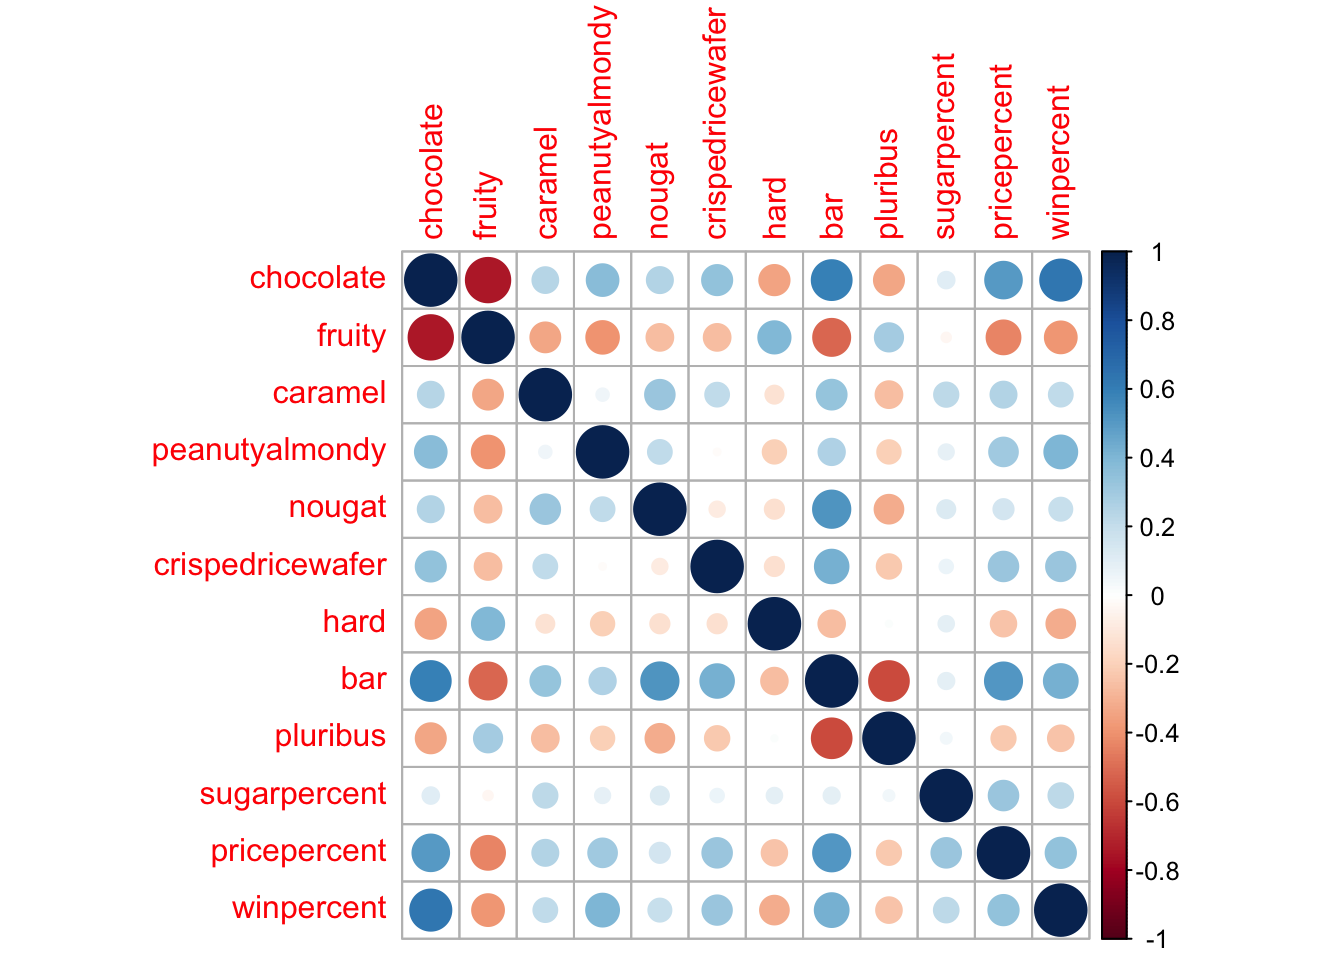 chocolate
fruity
caramel
peanutyalmondy
nougat
crispedricewafer
hard
bar
pluribus
sugarpercent
pricepercent
winpercent
chocolate
fruity
caramel
peanutyalmondy
nougat
crispedricewafer
hard
bar
pluribus
sugarpercent
pricepercent
winpercent
1
0.8
0.6
0.4
0.2
0
-0.2
-0.4
-0.6
-0.8
-1